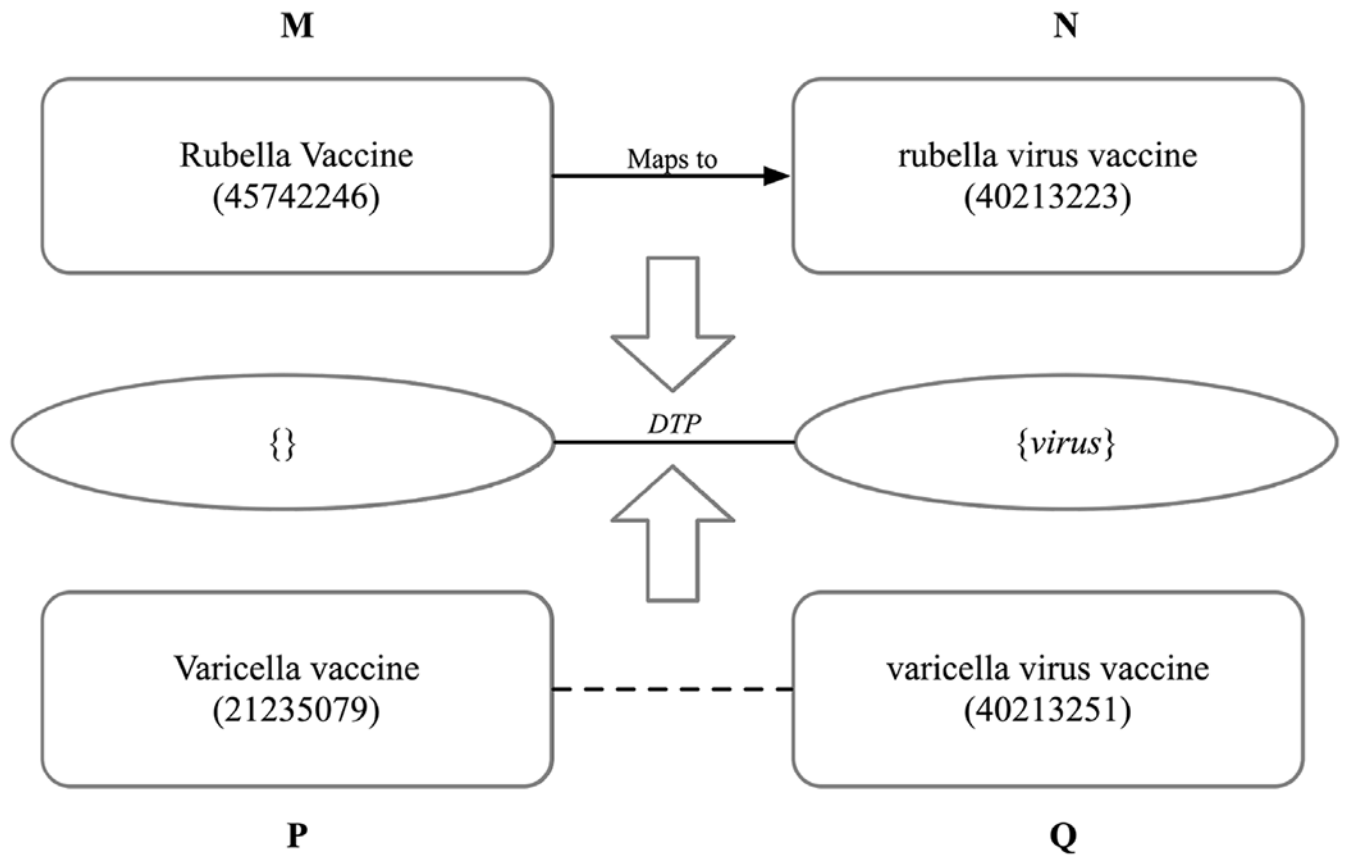 M
N
Rubella Vaccine
(45742246)
Maps to
rubella virus vaccine
(40213223)
{}
DTP
{virus}
Varicella vaccine
(21235079)
varicella virus vaccine
(40213251)
P
Q